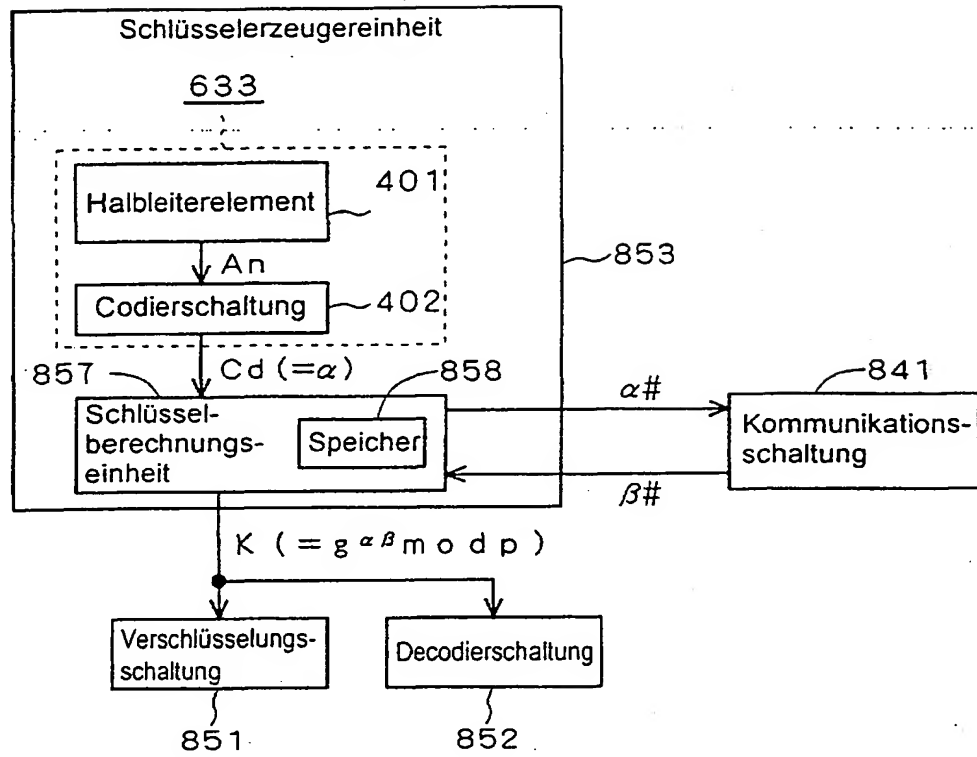 Schlüsselerzeugereinheit
633
Halbleiterelement
401
An
853
Codierschaltung
402
857
Cd (=α)
858
841
Schlüssel-
berechnungs-
einheit
Speicher
α#
β#
Kommunikations-
schaltung
K (=g^αβ mod p)
Verschlüsselungs-
schaltung
Decodierschaltung
851
852